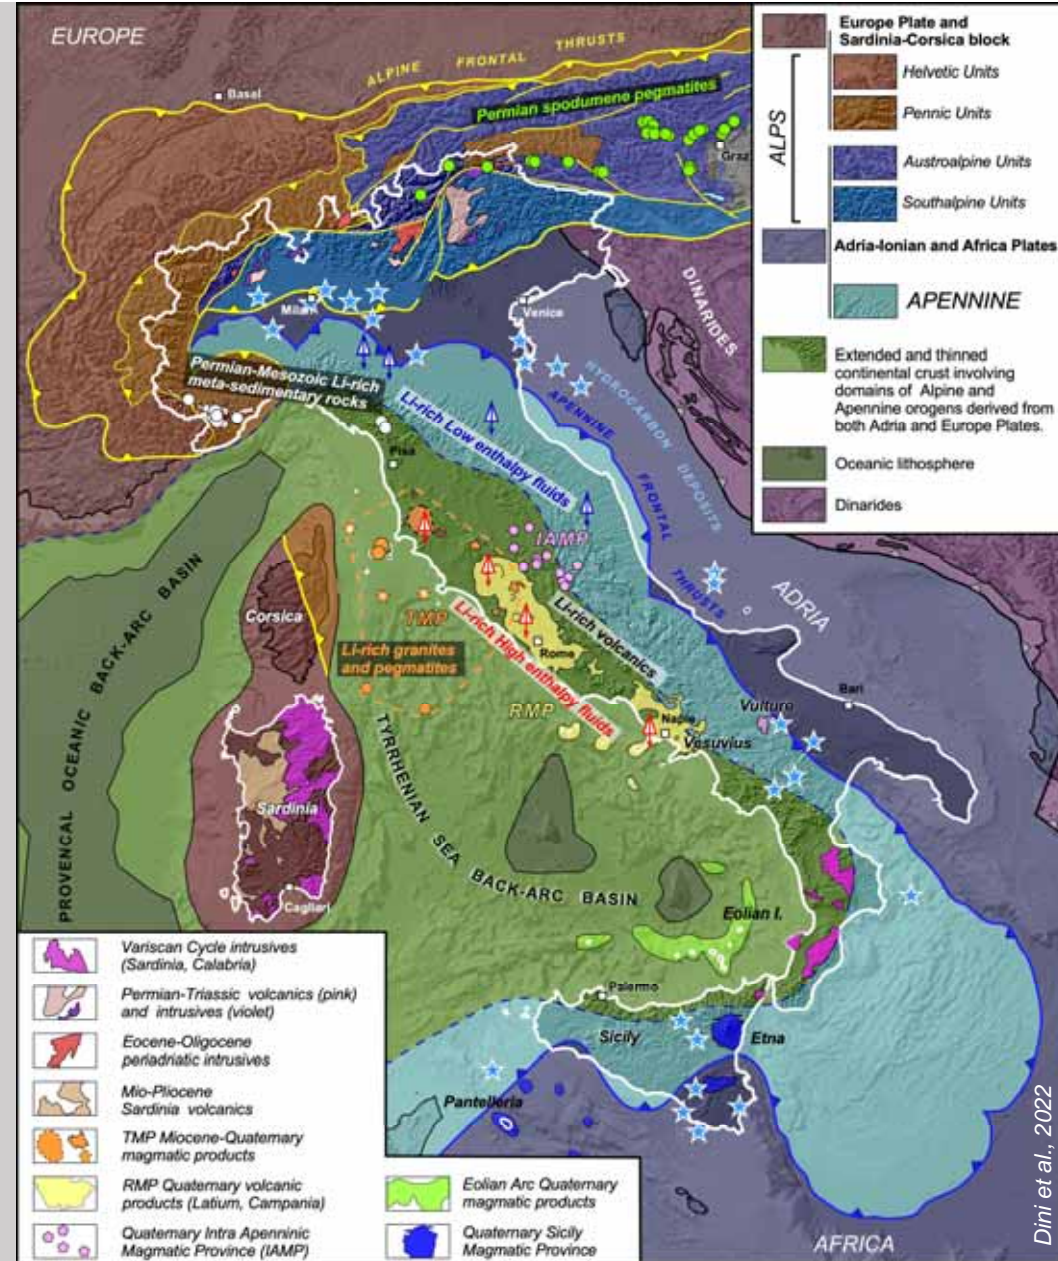 EUROPE
ALPINE FRONTAL THRUSTS
Basel
Permian spodumene pegmatites
Graz
Milan
Venice
DINARIDES
Permian-Mesozoic Li-rich
meta-sedimentary rocks
Li-rich Low enthalpy fluids
HYDROCARBON DEPOSITS
APENNINE FRONTAL THRUSTS
Pisa
IAMP
ADRIA
Corsica
TMP
Li-rich granites
and pegmatites
Li-rich volcanics
Rome
Li-rich High enthalpy fluids
RMP
Naple
Vesuvius
Vulture
Bari
PROVENCAL OCEANIC BACK-ARC BASIN
TYRRHENIAN SEA BACK-ARC BASIN
Sardinia
Cagliari
Eolian I.
Palermo
Sicily
Etna
Pantelleria
AFRICA
Europe Plate and
Sardinia-Corsica block
ALPS
Helvetic Units
Pennic Units
Austroalpine Units
Southalpine Units
Adria-Ionian and Africa Plates
APENNINE
Extended and thinned
continental crust involving
domains of Alpine and
Apennine orogens derived from
both Adria and Europe Plates.
Oceanic lithosphere
Dinarides
Variscan Cycle intrusives
(Sardinia, Calabria)
Permian-Triassic volcanics (pink)
and intrusives (violet)
Eocene-Oligocene
periadriatic intrusives
Mio-Pliocene
Sardinia volcanics
TMP Miocene-Quaternary
magmatic products
RMP Quaternary volcanic
products (Latium, Campania)
Quaternary Intra Apenninic
Magmatic Province (IAMP)
Eolian Arc Quaternary
magmatic products
Quaternary Sicily
Magmatic Province
Dini et al., 2022